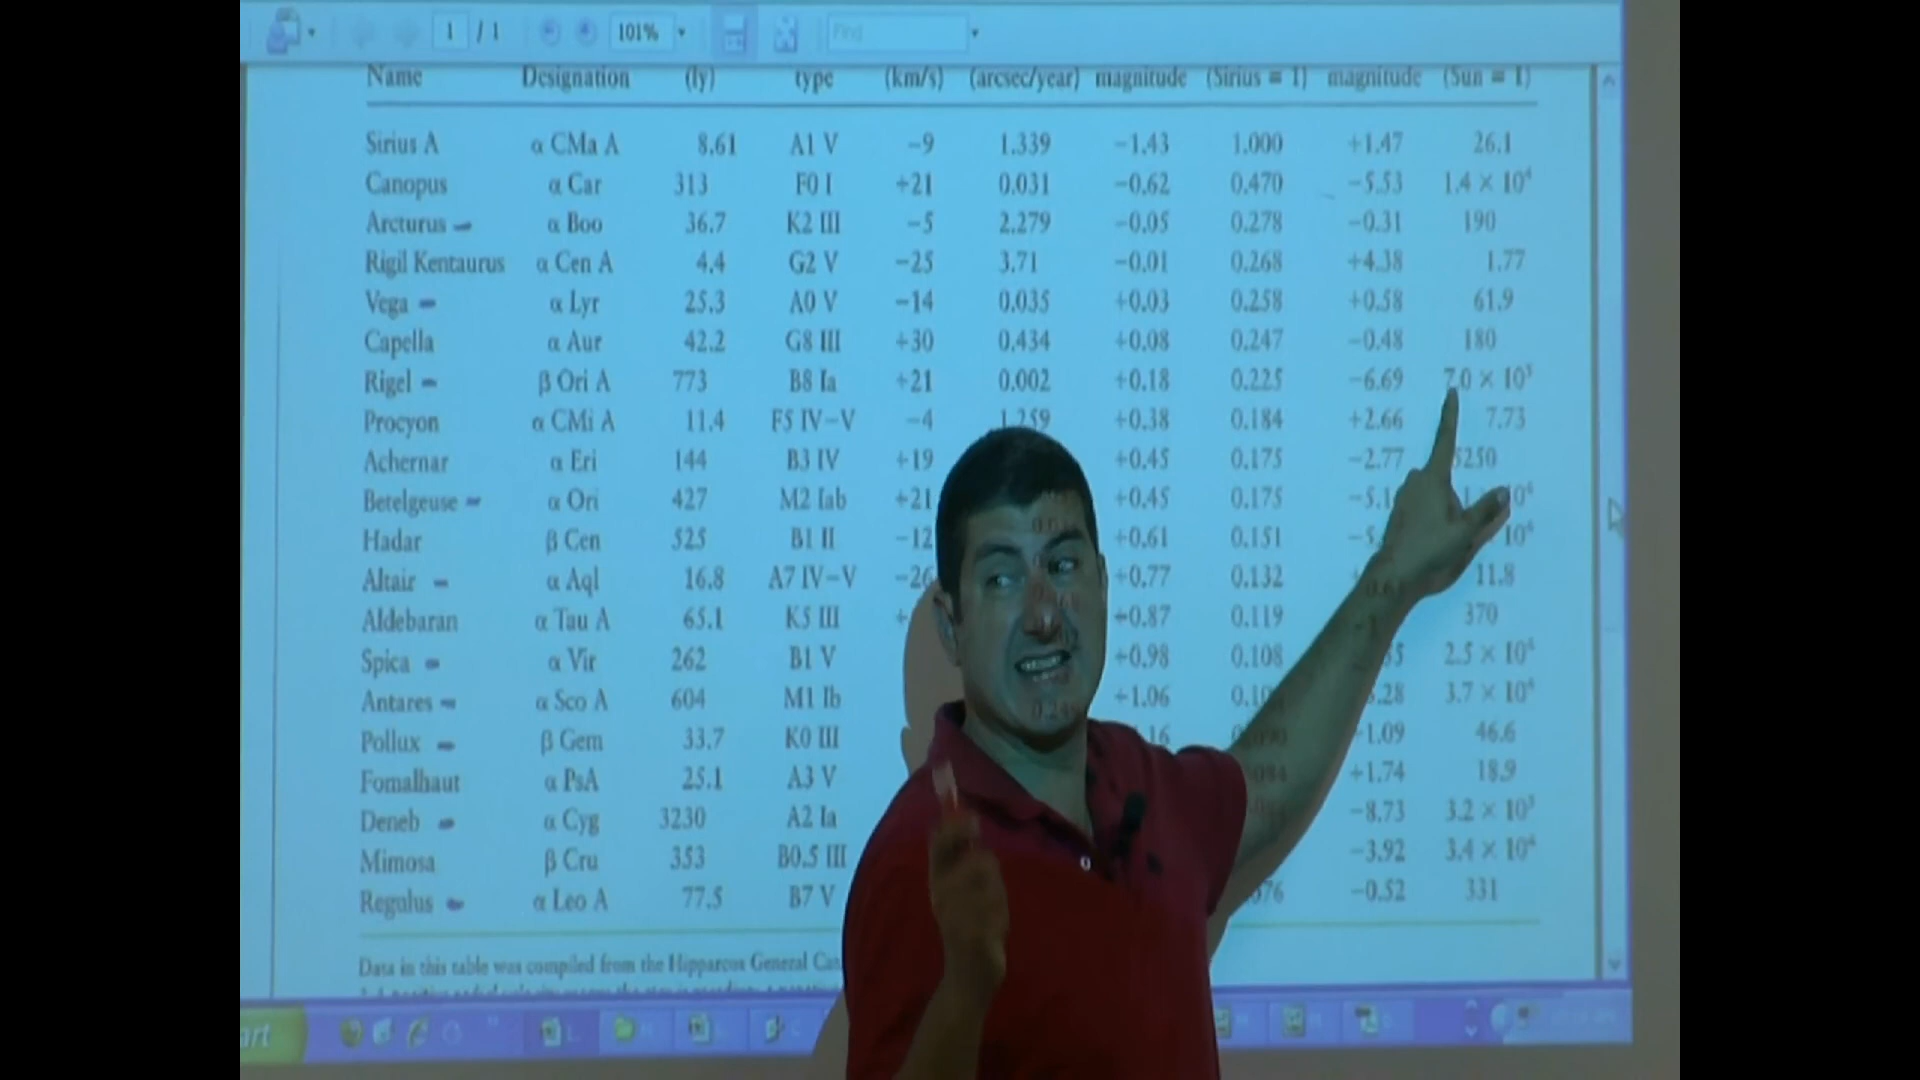 1 / 1 101% Find
Name Designation (ly) type (km/s) (arcsec/year) magnitude (Sirius = 1) magnitude (Sun = 1)
Sirius A α CMa A 8.61 A1 V −9 1.339 −1.43 1.000 +1.47 26.1
Canopus α Car 313 F0 I +21 0.031 −0.62 0.470 −5.53 1.4 × 10⁴
Arcturus α Boo 36.7 K2 III −5 2.279 −0.05 0.278 −0.31 190
Rigil Kentaurus α Cen A 4.4 G2 V −25 3.71 −0.01 0.268 +4.38 1.77
Vega α Lyr 25.3 A0 V −14 0.035 +0.03 0.258 +0.58 61.9
Capella α Aur 42.2 G8 III +30 0.434 +0.08 0.247 −0.48 180
Rigel β Ori A 773 B8 Ia +21 0.002 +0.18 0.225 −6.69 7.0 × 10⁵
Procyon α CMi A 11.4 F5 IV–V −4 1.259 +0.38 0.184 +2.66 7.73
Achernar α Eri 144 B3 IV +19 +0.45 0.175 −2.77 5250
Betelgeuse α Ori 427 M2 Iab +21 +0.45 0.175
Hadar β Cen 525 B1 II −12 +0.61 0.151
Altair α Aql 16.8 A7 IV–V −26 +0.77 0.132 11.8
Aldebaran α Tau A 65.1 K5 III +0.87 0.119 370
Spica α Vir 262 B1 V +0.98 0.108 2.5 × 10⁴
Antares α Sco A 604 M1 Ib +1.06 3.7 × 10⁴
Pollux β Gem 33.7 K0 III −1.09 46.6
Fomalhaut α PsA 25.1 A3 V +1.74 18.9
Deneb α Cyg 3230 A2 Ia −8.73 3.2 × 10⁵
Mimosa β Cru 353 B0.5 III −3.92 3.4 × 10⁴
Regulus α Leo A 77.5 B7 V −0.52 331
Data in this table was compiled from the Hipparcos General